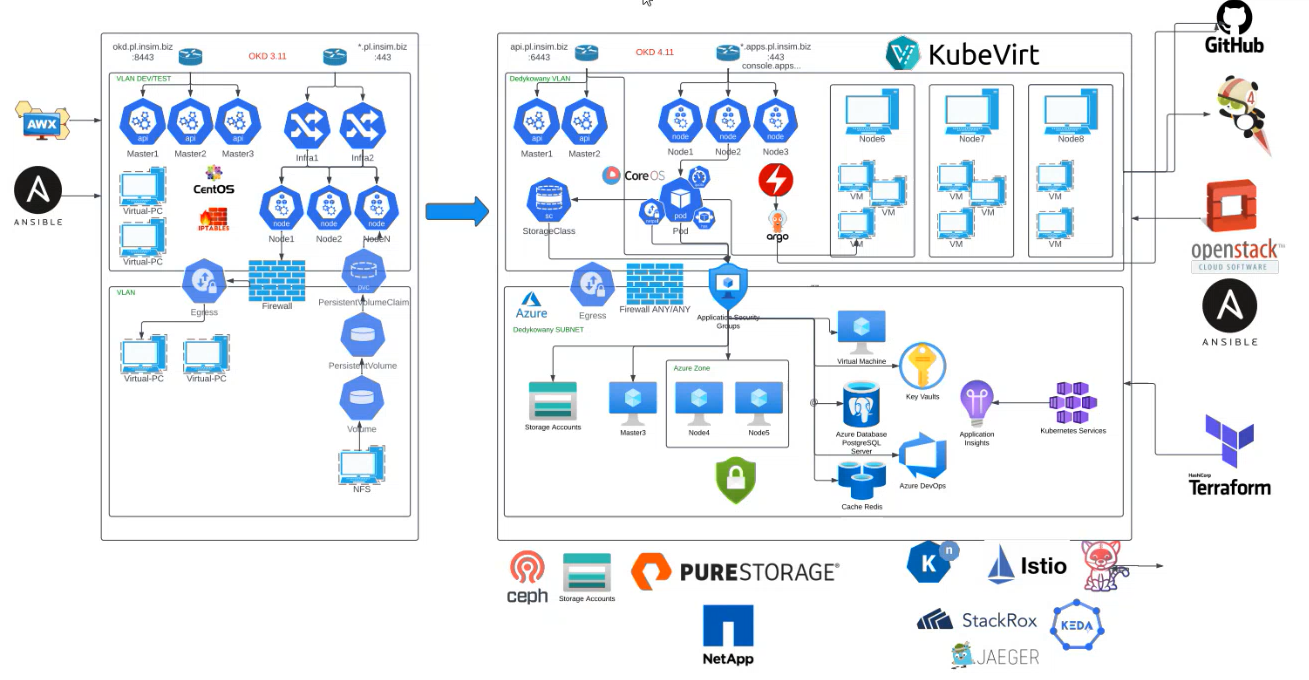 okd.pl.insim.biz
:8443
OKD 3.11
*.pl.insim.biz
:443
VLAN DEV/TEST
api
api
api
Master1
Master2
Master3
Infra1
Infra2
AWX
CentOS
IPTABLES
Virtual-PC
Virtual-PC
node
node
node
Node1
Node2
NodeN
ANSIBLE
VLAN
Egress
Firewall
pvc
PersistentVolumeClaim
PersistentVolume
Volume
NFS
Virtual-PC
Virtual-PC
api.pl.insim.biz
:6443
OKD 4.11
*.apps.pl.insim.biz
:443
console.apps...
KubeVirt
Dedykowany VLAN
api
api
Master1
Master2
node
node
node
Node1
Node2
Node3
Node6
Node7
Node8
Core OS
sc
StorageClass
pod
Pod
argo
VM
VM
VM
VM
VM
VM
VM
VM
Azure
Dedykowany SUBNET
Egress
Firewall ANY/ANY
Application Security
Groups
Storage Accounts
Master3
Azure Zone
Node4
Node5
Virtual Machine
Key Vaults
@
Azure Database
PostgreSQL
Server
Application
Insights
Kubernetes Services
Azure DevOps
Cache Redis
GitHub
4
openstack™
CLOUD SOFTWARE
ANSIBLE
HashiCorp
Terraform
ceph
Storage Accounts
PURESTORAGE®
NetApp
K
n
Istio
StackRox
KEDA
JAEGER